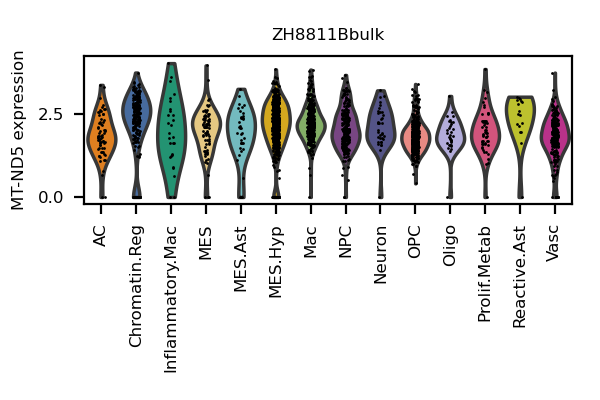 ZH8811Bbulk
MT-ND5 expression
2.5
0.0
AC
Chromatin.Reg
Inflammatory.Mac
MES
MES.Ast
MES.Hyp
Mac
NPC
Neuron
OPC
Oligo
Prolif.Metab
Reactive.Ast
Vasc